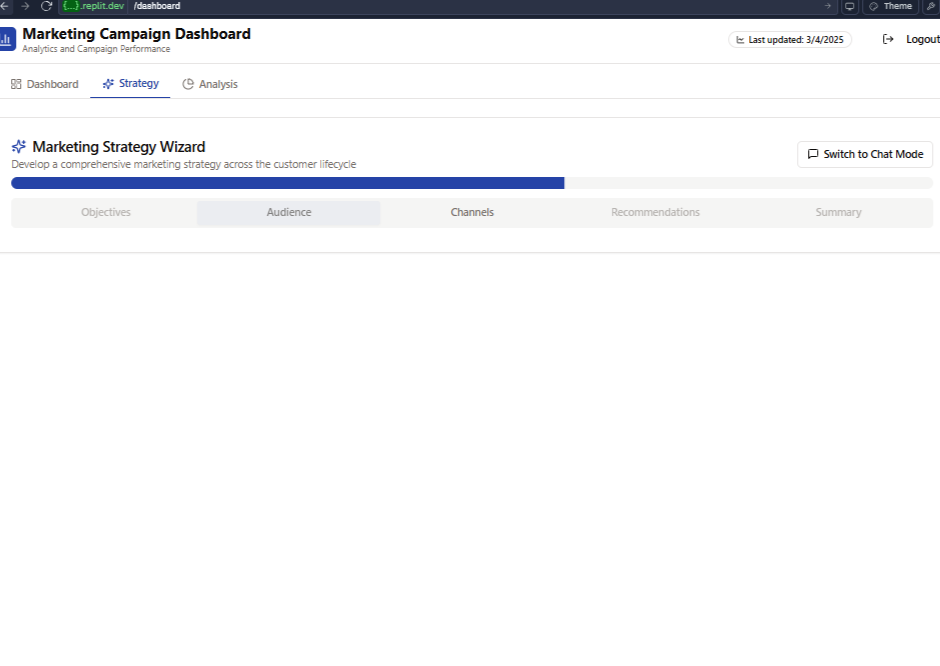 {...}.replit.dev /dashboard Theme
Marketing Campaign Dashboard
Analytics and Campaign Performance
Last updated: 3/4/2025
Logout
Dashboard Strategy Analysis
Marketing Strategy Wizard
Develop a comprehensive marketing strategy across the customer lifecycle
Switch to Chat Mode
Objectives Audience Channels Recommendations Summary